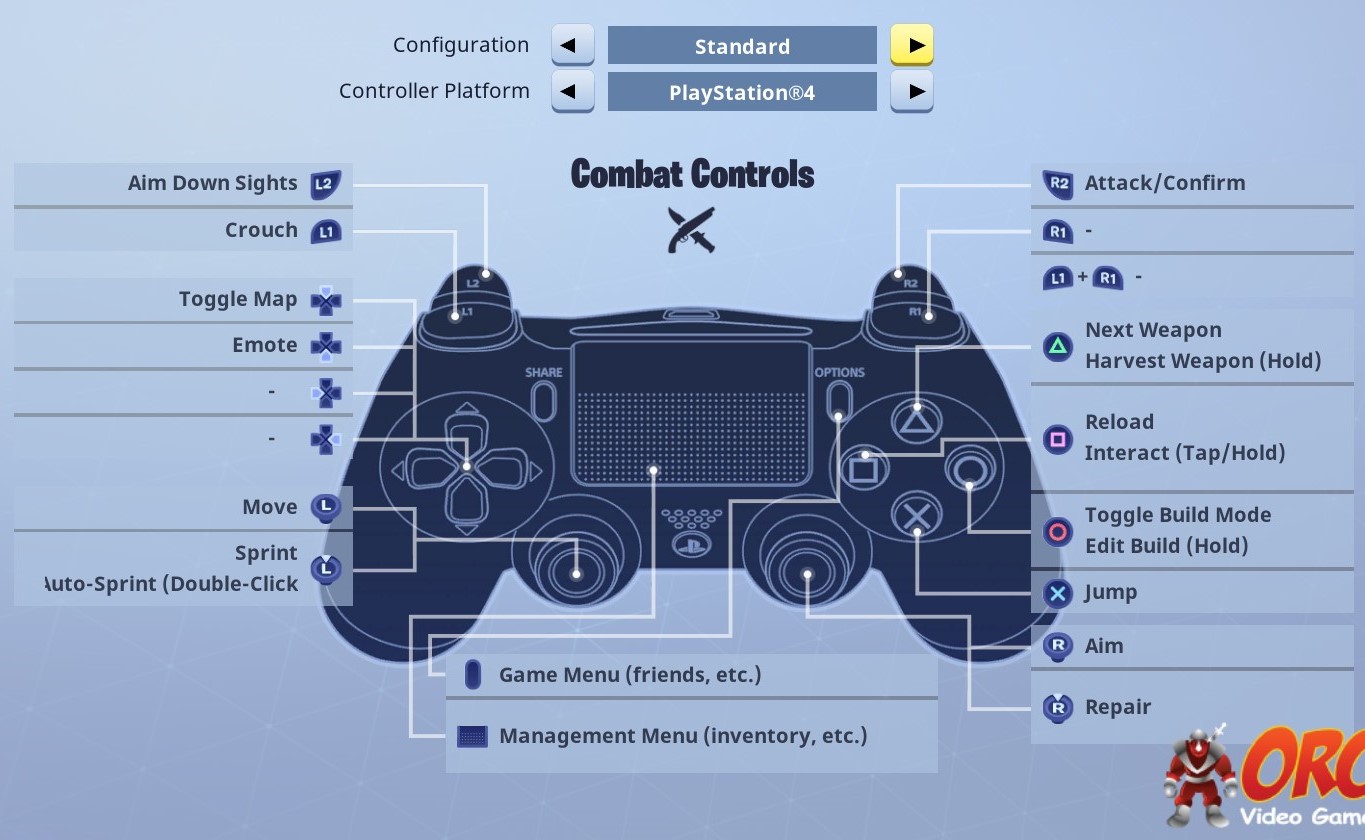 Configuration
Standard
Controller Platform
PlayStation®4
Combat Controls
Aim Down Sights L2
Crouch L1
Toggle Map
Emote
-
-
Move L
Sprint L
Auto-Sprint (Double-Click
R2 Attack/Confirm
R1 -
L1 + R1 -
Next Weapon
Harvest Weapon (Hold)
Reload
Interact (Tap/Hold)
Toggle Build Mode
Edit Build (Hold)
Jump
R Aim
R Repair
L2
L1
R2
R1
SHARE
OPTIONS
Game Menu (friends, etc.)
Management Menu (inventory, etc.)
ORC
Video Game